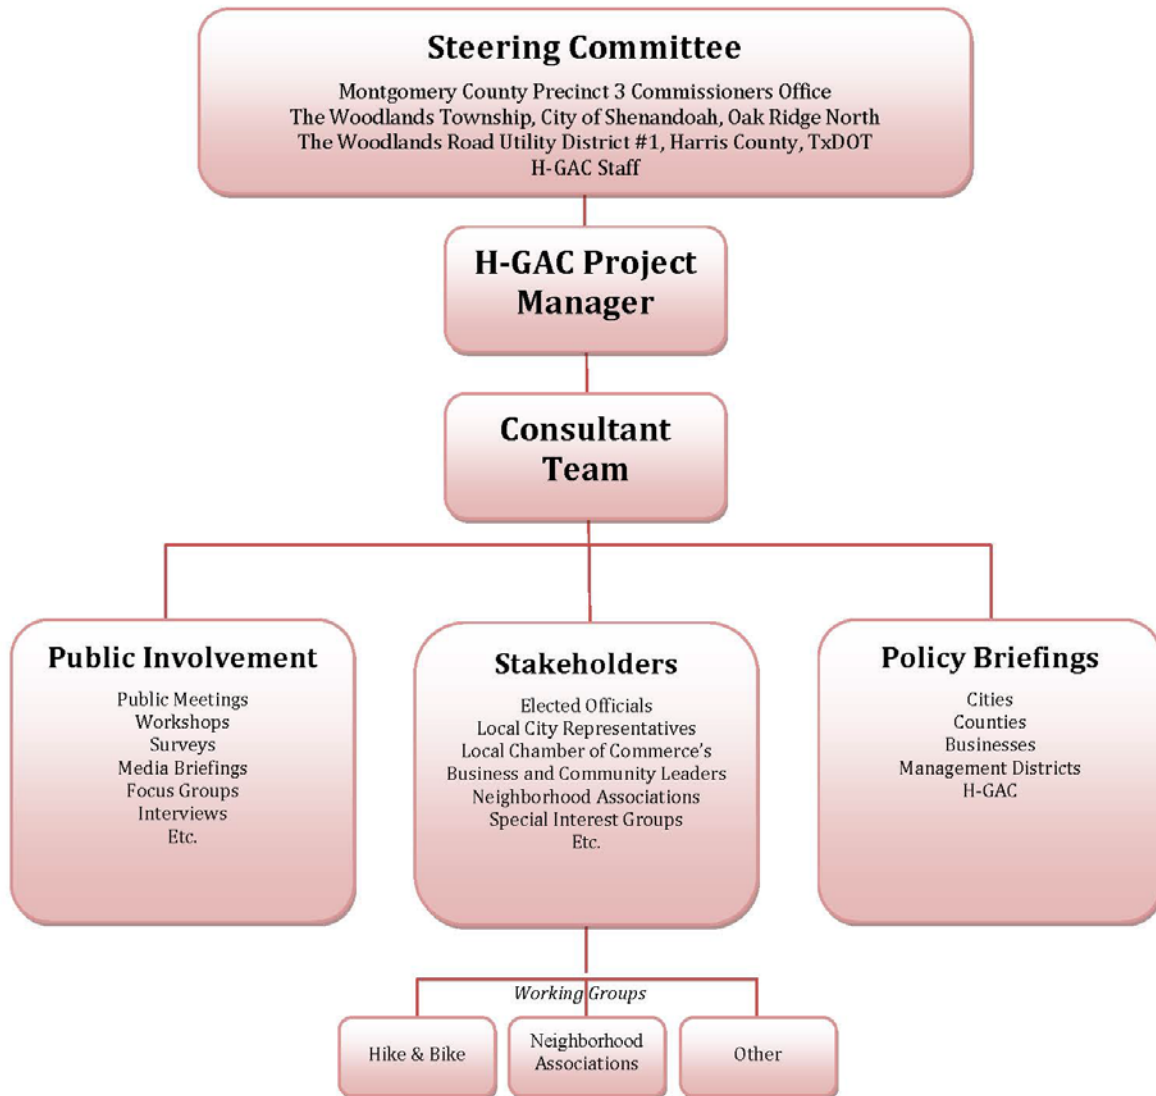 Steering Committee
Montgomery County Precinct 3 Commissioners Office
The Woodlands Township, City of Shenandoah, Oak Ridge North
The Woodlands Road Utility District #1, Harris County, TxDOT
H-GAC Staff
H-GAC Project
Manager
Consultant
Team
Public Involvement
Public Meetings
Workshops
Surveys
Media Briefings
Focus Groups
Interviews
Etc.
Stakeholders
Elected Officials
Local City Representatives
Local Chamber of Commerce's
Business and Community Leaders
Neighborhood Associations
Special Interest Groups
Etc.
Policy Briefings
Cities
Counties
Businesses
Management Districts
H-GAC
Working Groups
Hike & Bike
Neighborhood
Associations
Other